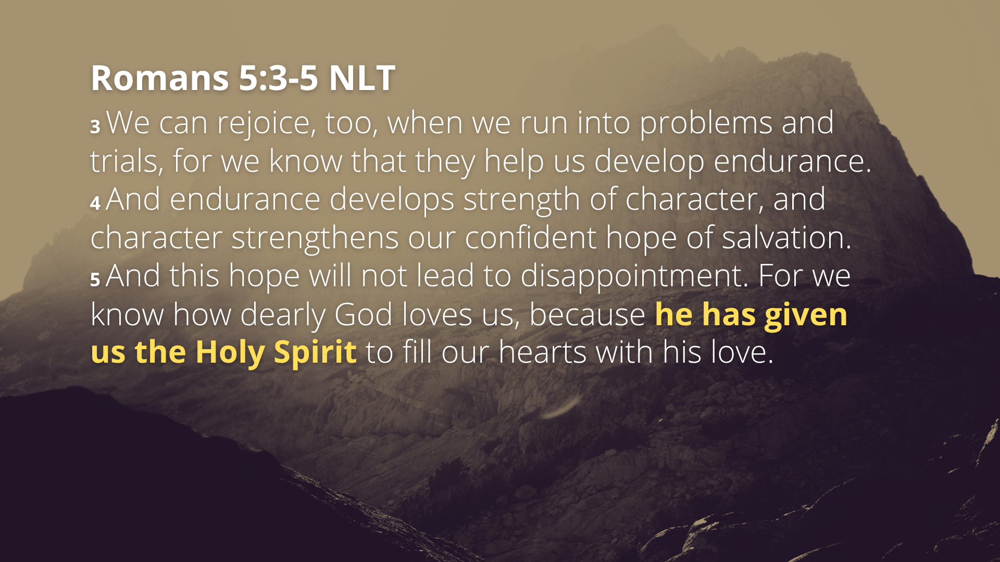 Romans 5:3-5 NLT
3 We can rejoice, too, when we run into problems and
trials, for we know that they help us develop endurance.
4 And endurance develops strength of character, and
character strengthens our confident hope of salvation.
5 And this hope will not lead to disappointment. For we
know how dearly God loves us, because he has given
us the Holy Spirit to fill our hearts with his love.